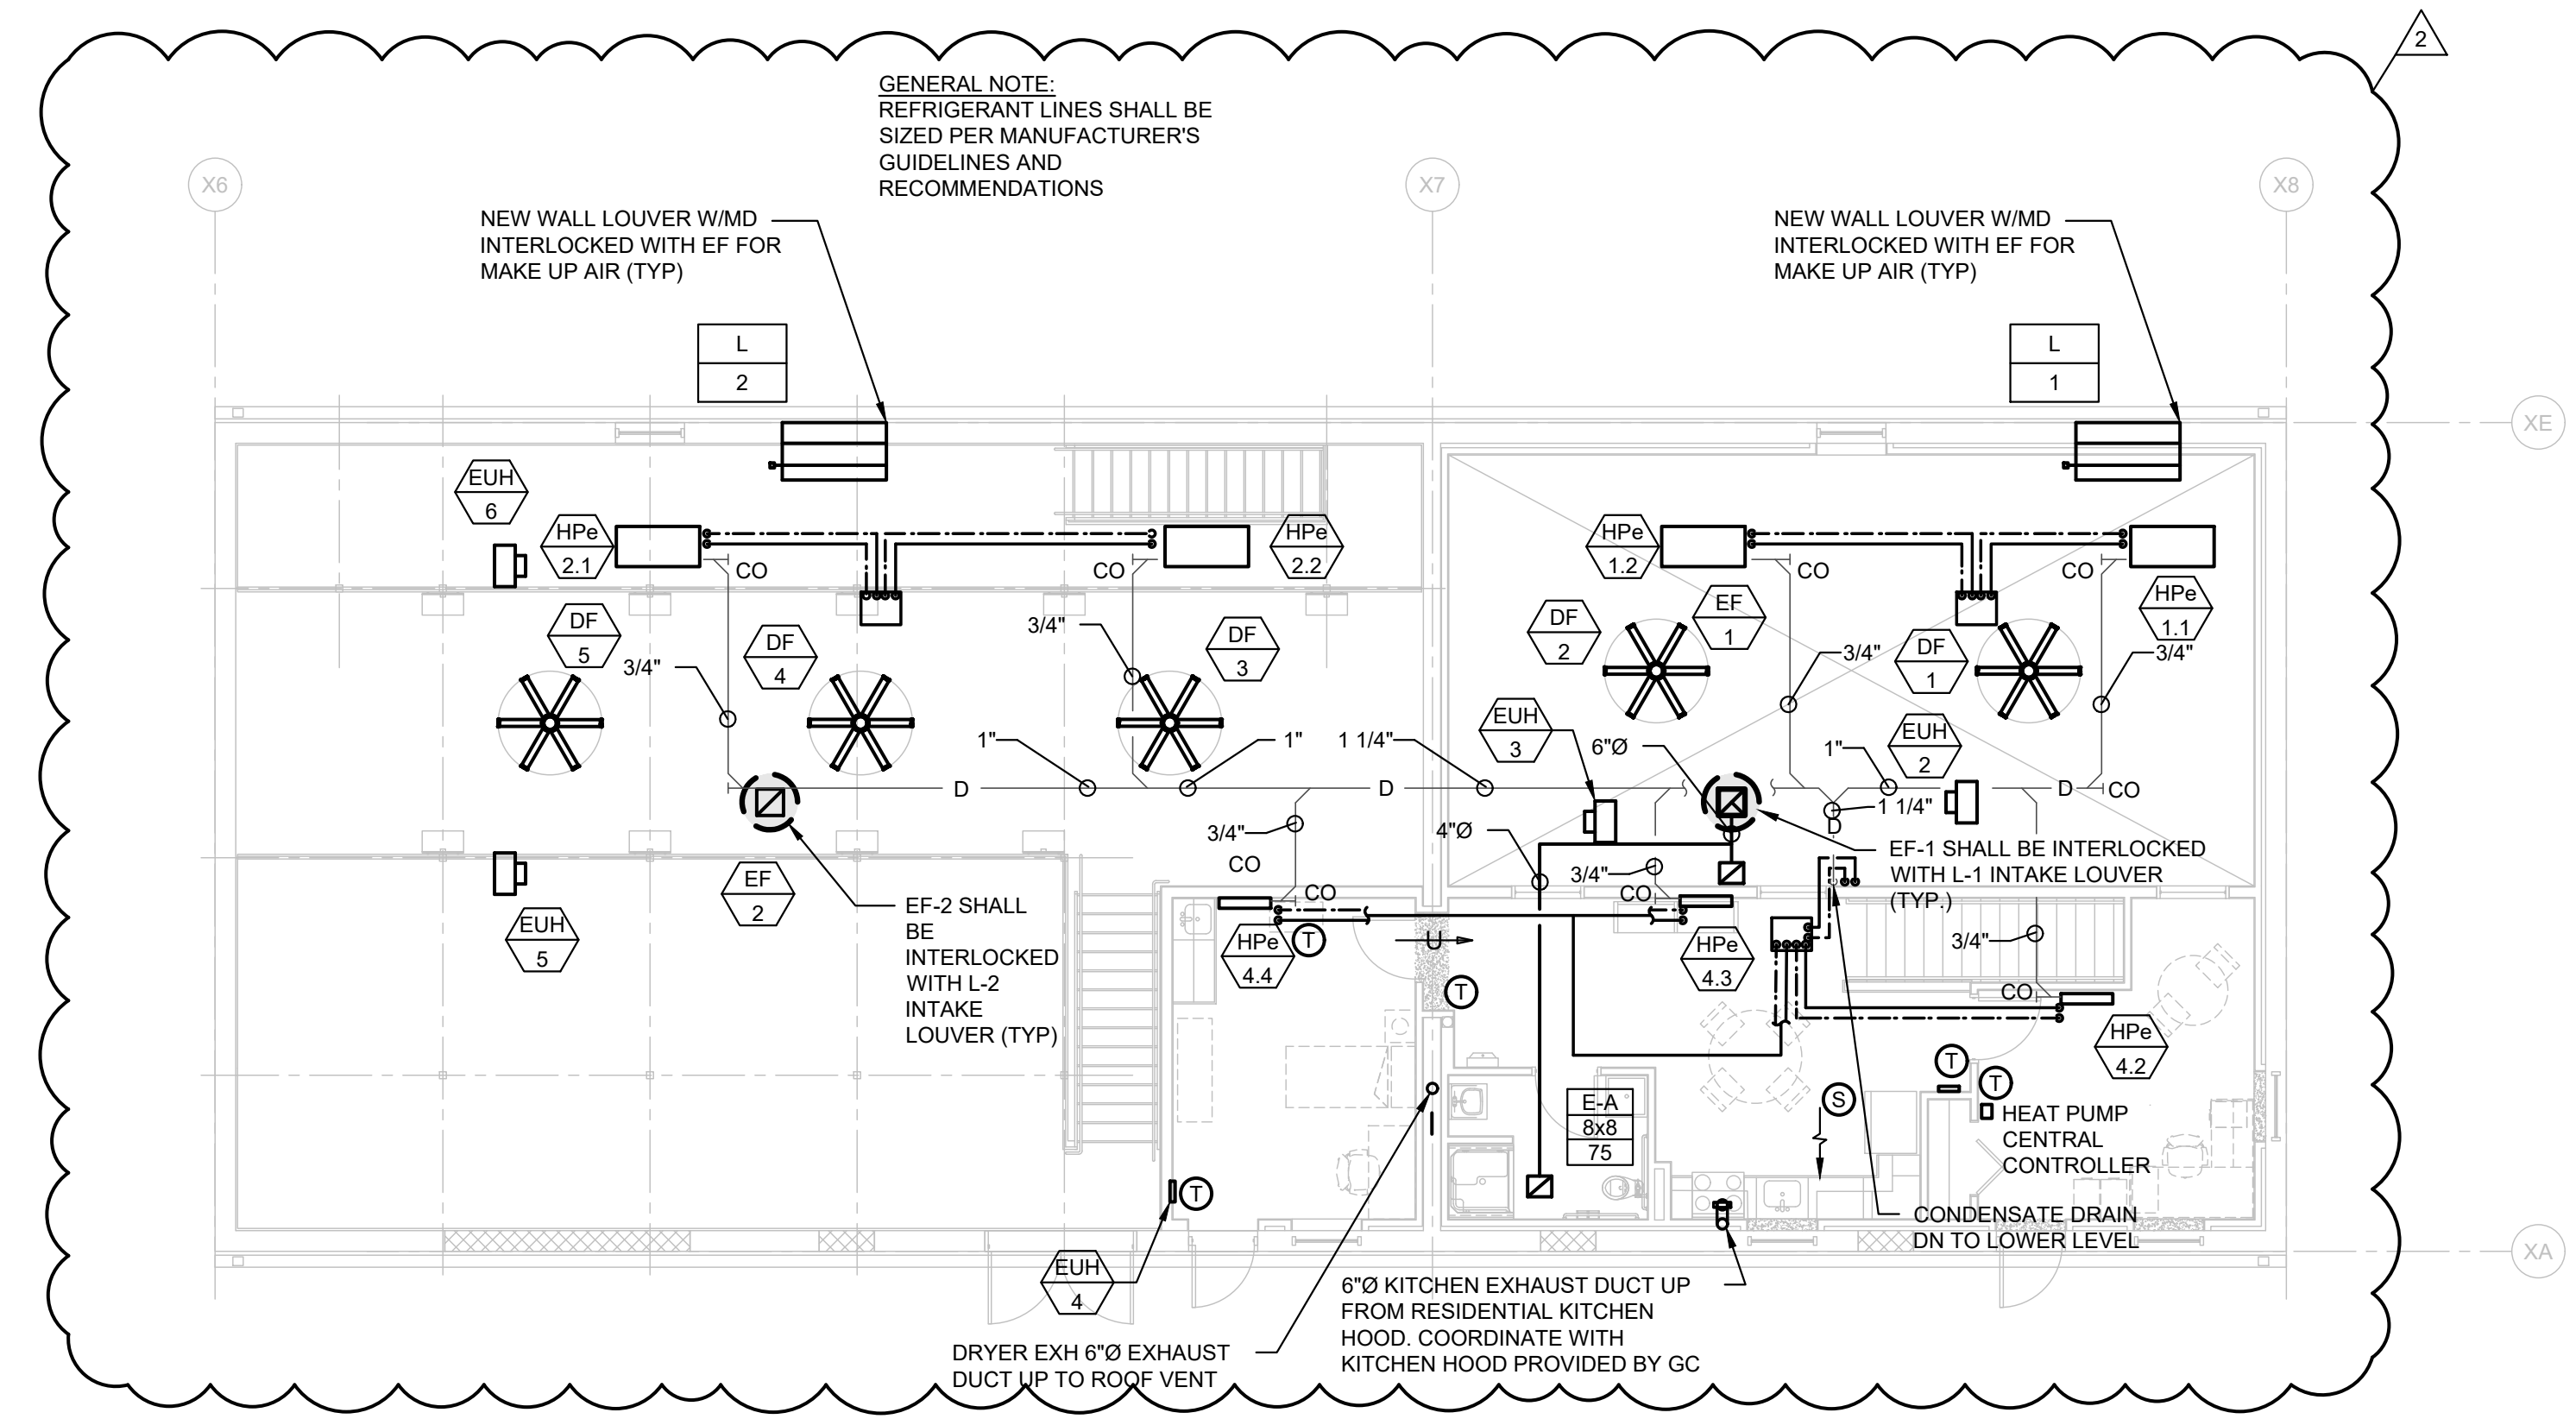 2
GENERAL NOTE:
REFRIGERANT LINES SHALL BE
SIZED PER MANUFACTURER'S
GUIDELINES AND
RECOMMENDATIONS
X6
X7
X8
NEW WALL LOUVER W/MD
INTERLOCKED WITH EF FOR
MAKE UP AIR (TYP)
NEW WALL LOUVER W/MD
INTERLOCKED WITH EF FOR
MAKE UP AIR (TYP)
L
2
L
1
XE
EUH
6
HPe
2.1
HPe
2.2
HPe
1.2
HPe
1.1
CO
CO
CO
CO
DF
5
DF
4
DF
3
DF
2
EF
1
DF
1
3/4"
3/4"
3/4"
3/4"
EUH
3
EUH
2
1"
1"
1 1/4"
6"Ø
1"
D
D
D
CO
1 1/4"
D
3/4"
4"Ø
CO
3/4"
EF
2
EF-1 SHALL BE INTERLOCKED
WITH L-1 INTAKE LOUVER
(TYP.)
CO
CO
EUH
5
EF-2 SHALL
BE
INTERLOCKED
WITH L-2
INTAKE
LOUVER (TYP)
HPe
4.4
T
U
HPe
4.3
3/4"
T
CO
HPe
4.2
T
T
S
E-A
8x8
75
HEAT PUMP
CENTRAL
CONTROLLER
T
CONDENSATE DRAIN
DN TO LOWER LEVEL
XA
EUH
4
6"Ø KITCHEN EXHAUST DUCT UP
FROM RESIDENTIAL KITCHEN
HOOD. COORDINATE WITH
KITCHEN HOOD PROVIDED BY GC
DRYER EXH 6"Ø EXHAUST
DUCT UP TO ROOF VENT